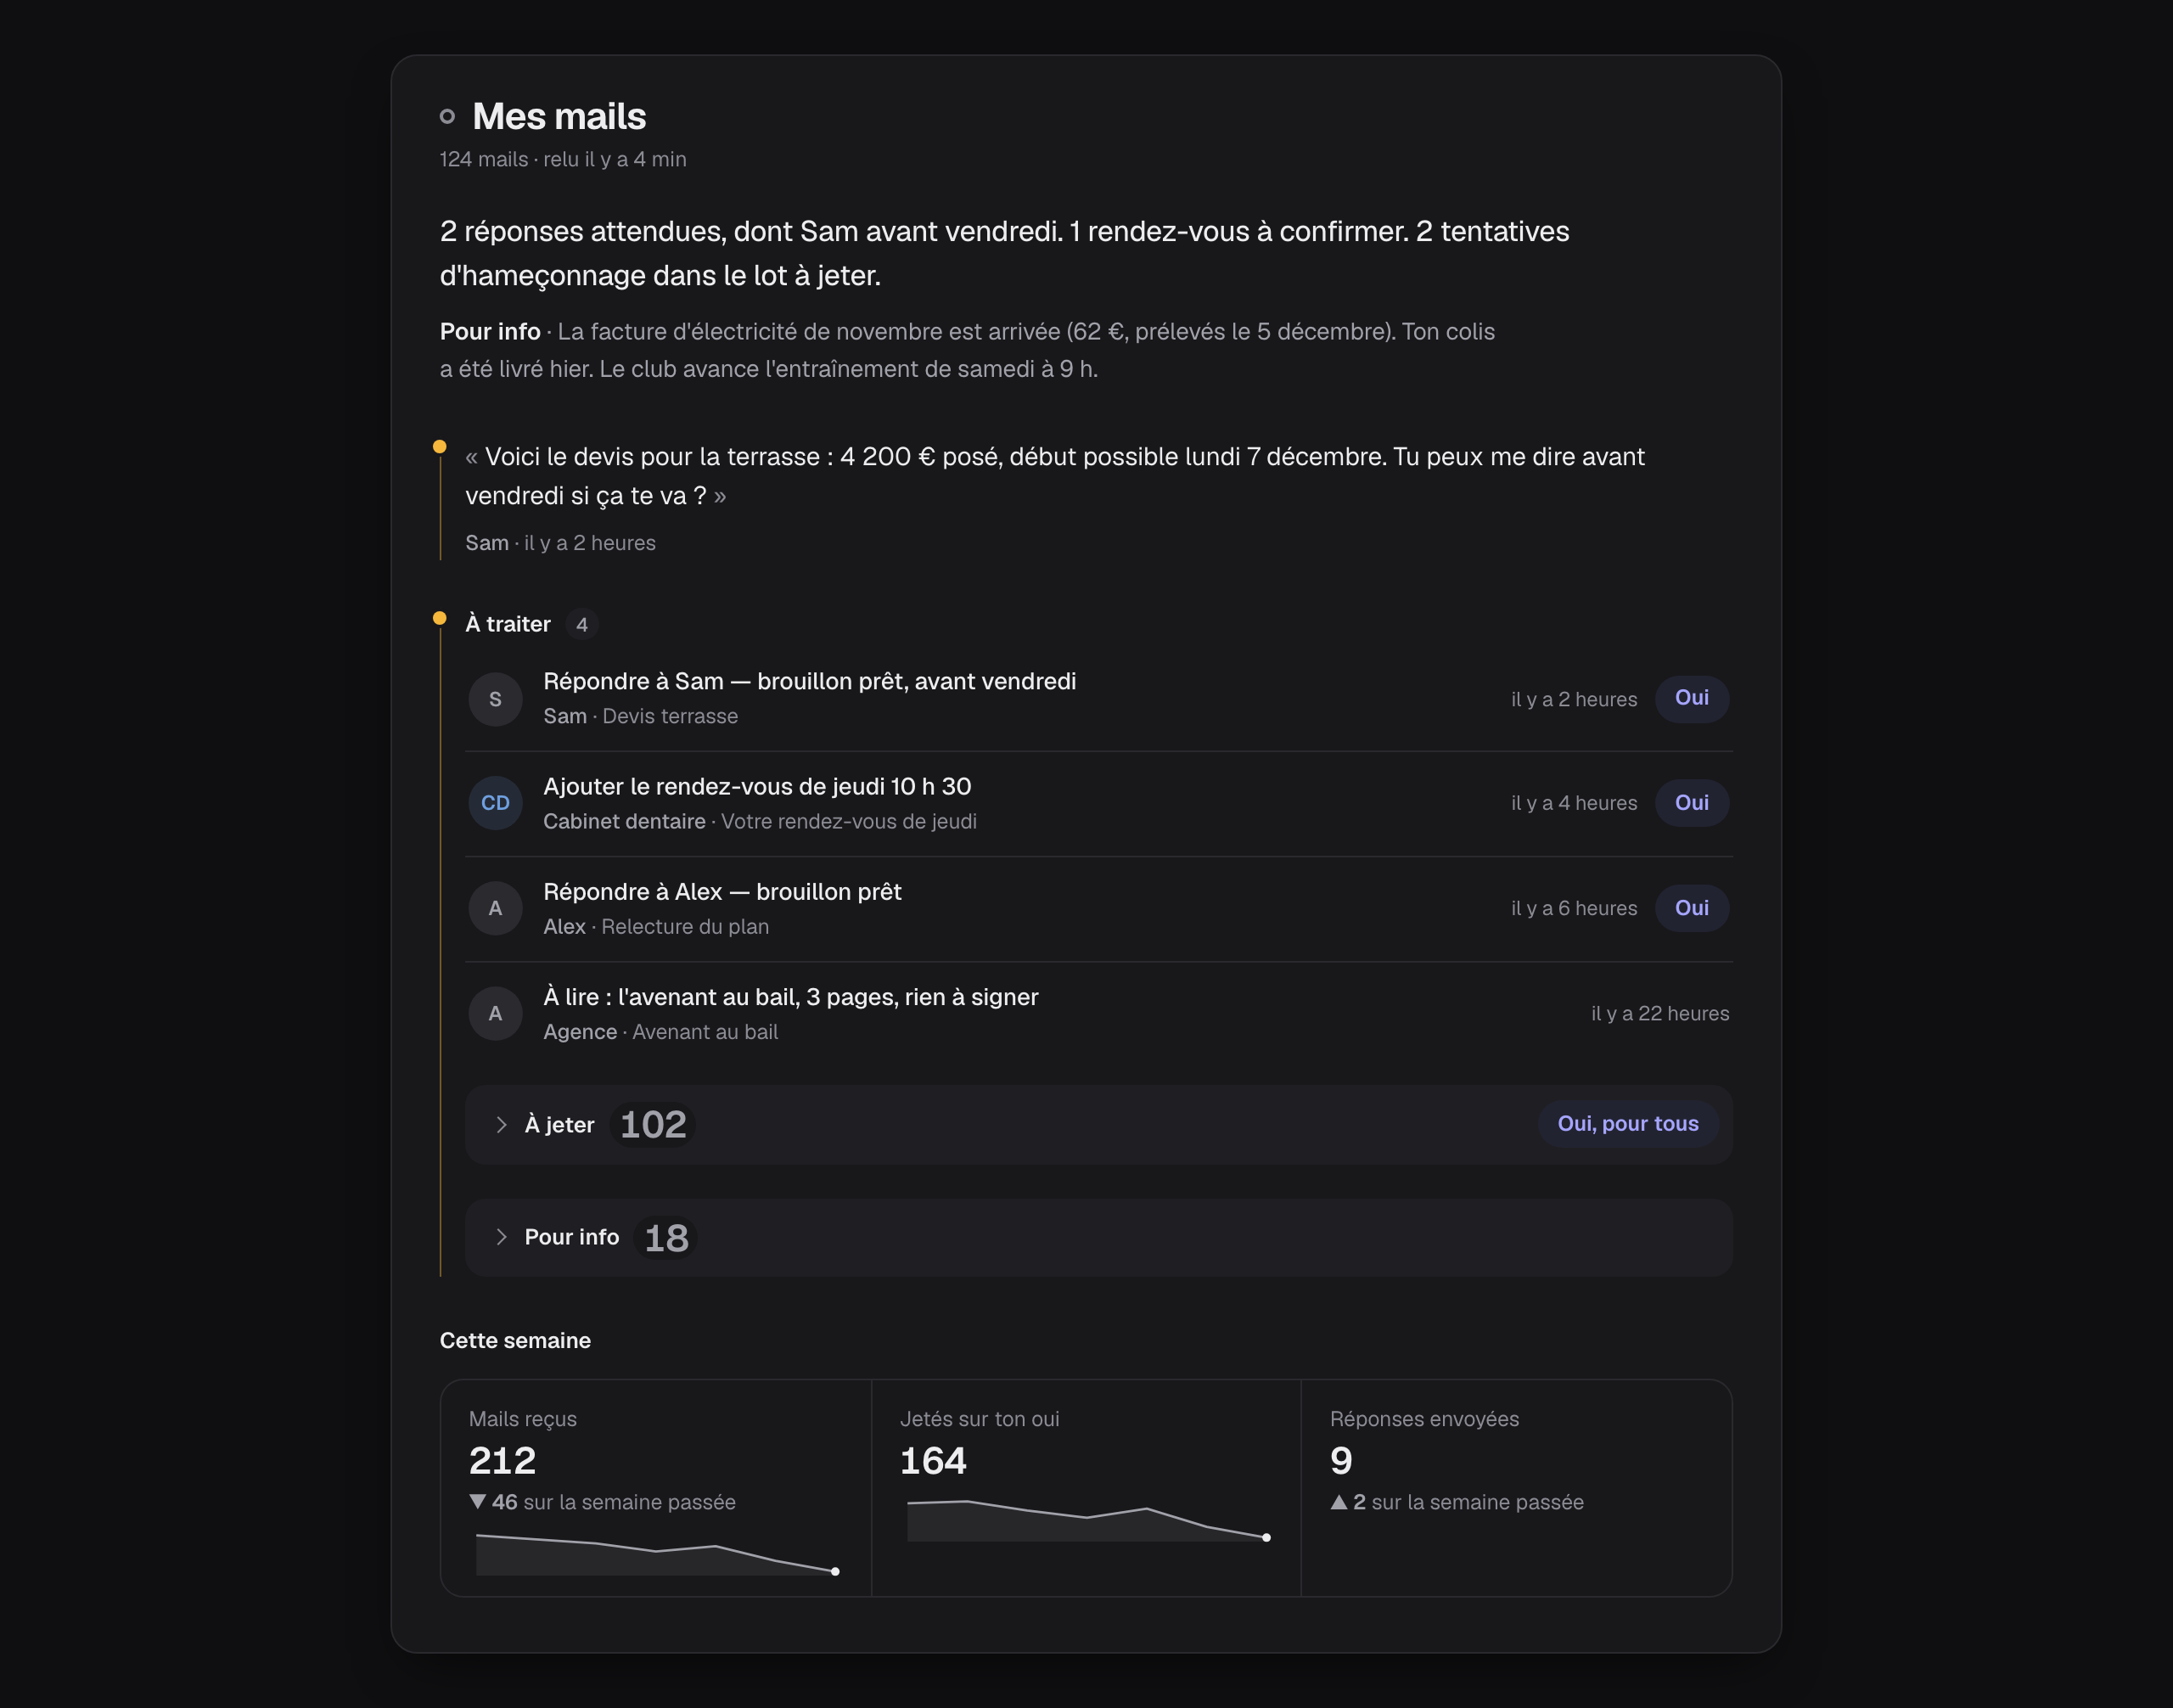 Mes mails
124 mails · relu il y a 4 min
2 réponses attendues, dont Sam avant vendredi. 1 rendez-vous à confirmer. 2 tentatives
d'hameçonnage dans le lot à jeter.
Pour info · La facture d'électricité de novembre est arrivée (62 €, prélevés le 5 décembre). Ton colis
a été livré hier. Le club avance l'entraînement de samedi à 9 h.
« Voici le devis pour la terrasse : 4 200 € posé, début possible lundi 7 décembre. Tu peux me dire avant
vendredi si ça te va ? »
Sam · il y a 2 heures
À traiter 4
S
Répondre à Sam — brouillon prêt, avant vendredi
Sam · Devis terrasse
il y a 2 heures
Oui
CD
Ajouter le rendez-vous de jeudi 10 h 30
Cabinet dentaire · Votre rendez-vous de jeudi
il y a 4 heures
Oui
A
Répondre à Alex — brouillon prêt
Alex · Relecture du plan
il y a 6 heures
Oui
A
À lire : l'avenant au bail, 3 pages, rien à signer
Agence · Avenant au bail
il y a 22 heures
À jeter 102
Oui, pour tous
Pour info 18
Cette semaine
Mails reçus
212
▼ 46 sur la semaine passée
Jetés sur ton oui
164
Réponses envoyées
9
▲ 2 sur la semaine passée